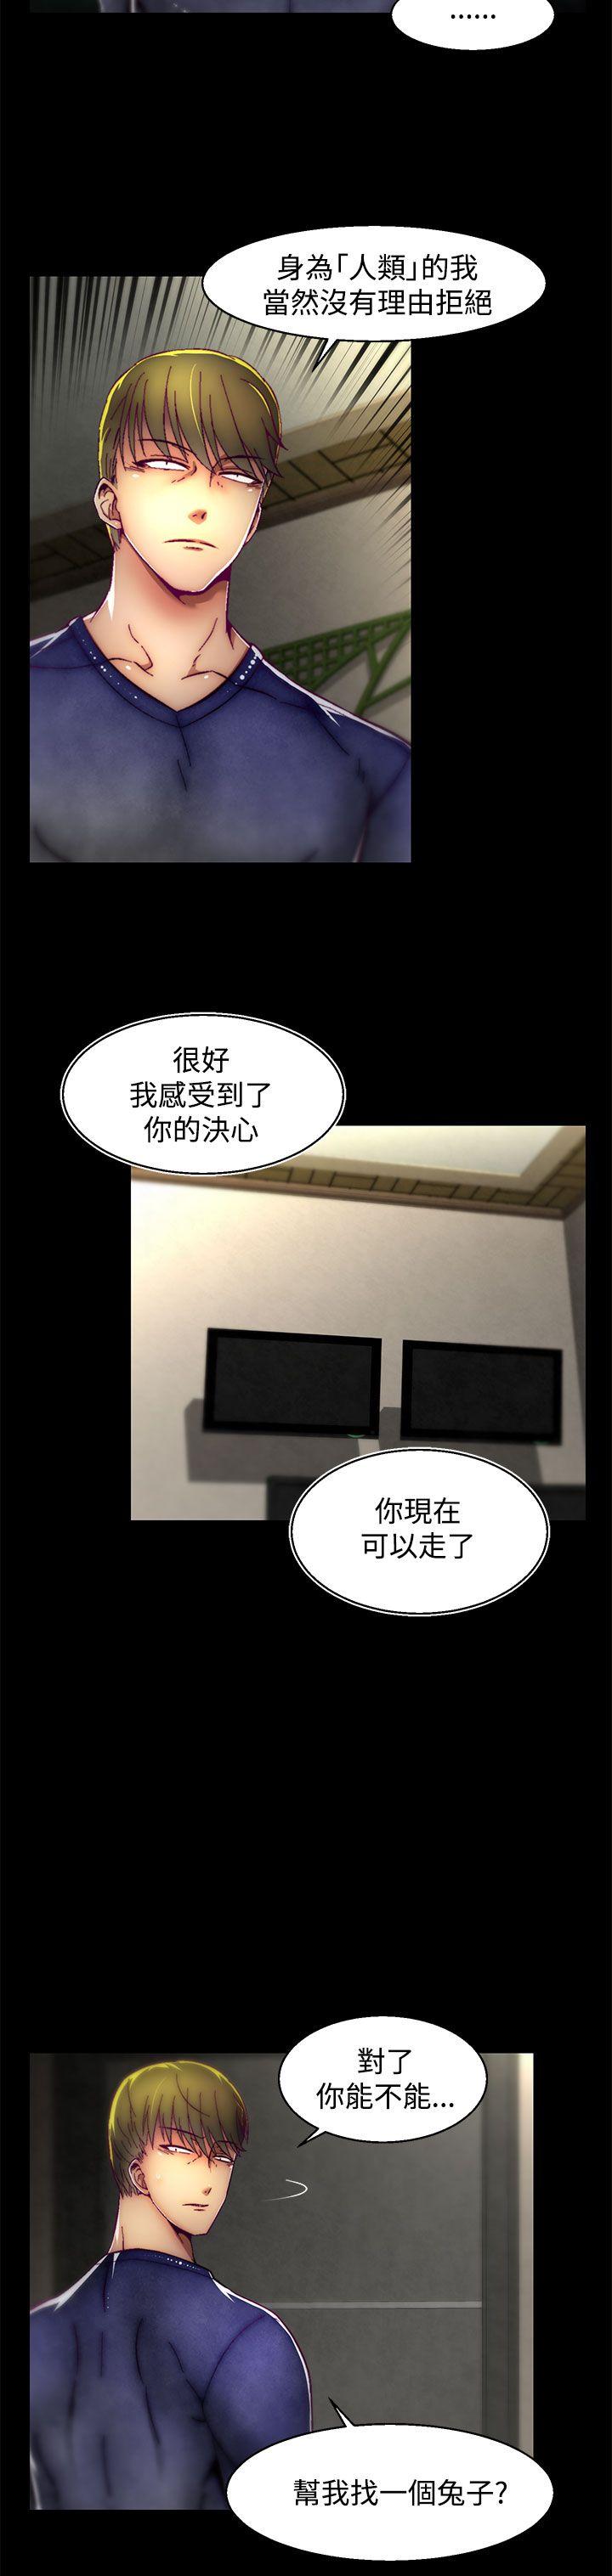 ......
身為「人類」的我
當然沒有理由拒絕
很好
我感受到了
你的決心
你現在
可以走了
對了
你能不能...
幫我找一個兔子?